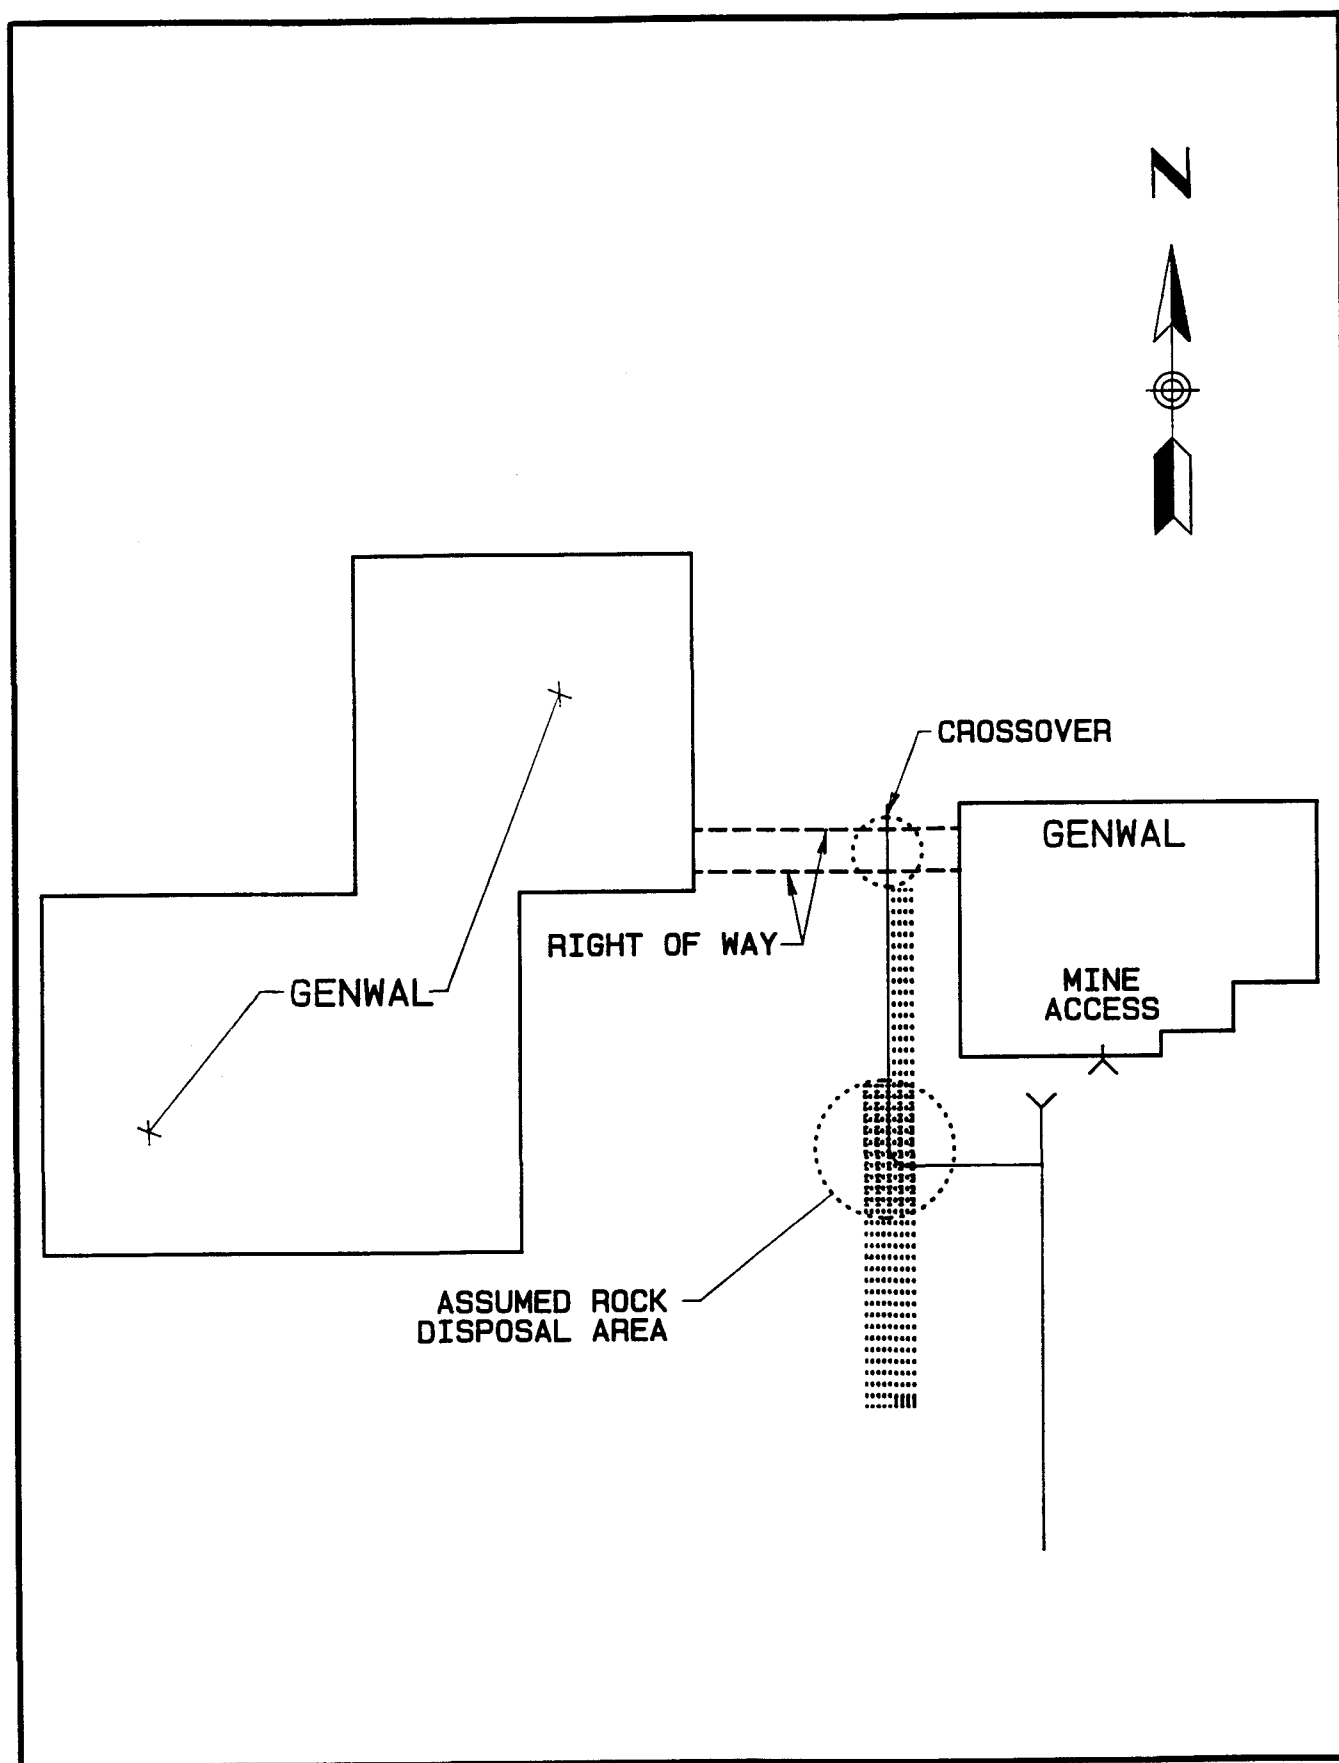 N
CROSSOVER
GENWAL
RIGHT OF WAY
GENWAL
MINE
ACCESS
ASSUMED ROCK
DISPOSAL AREA